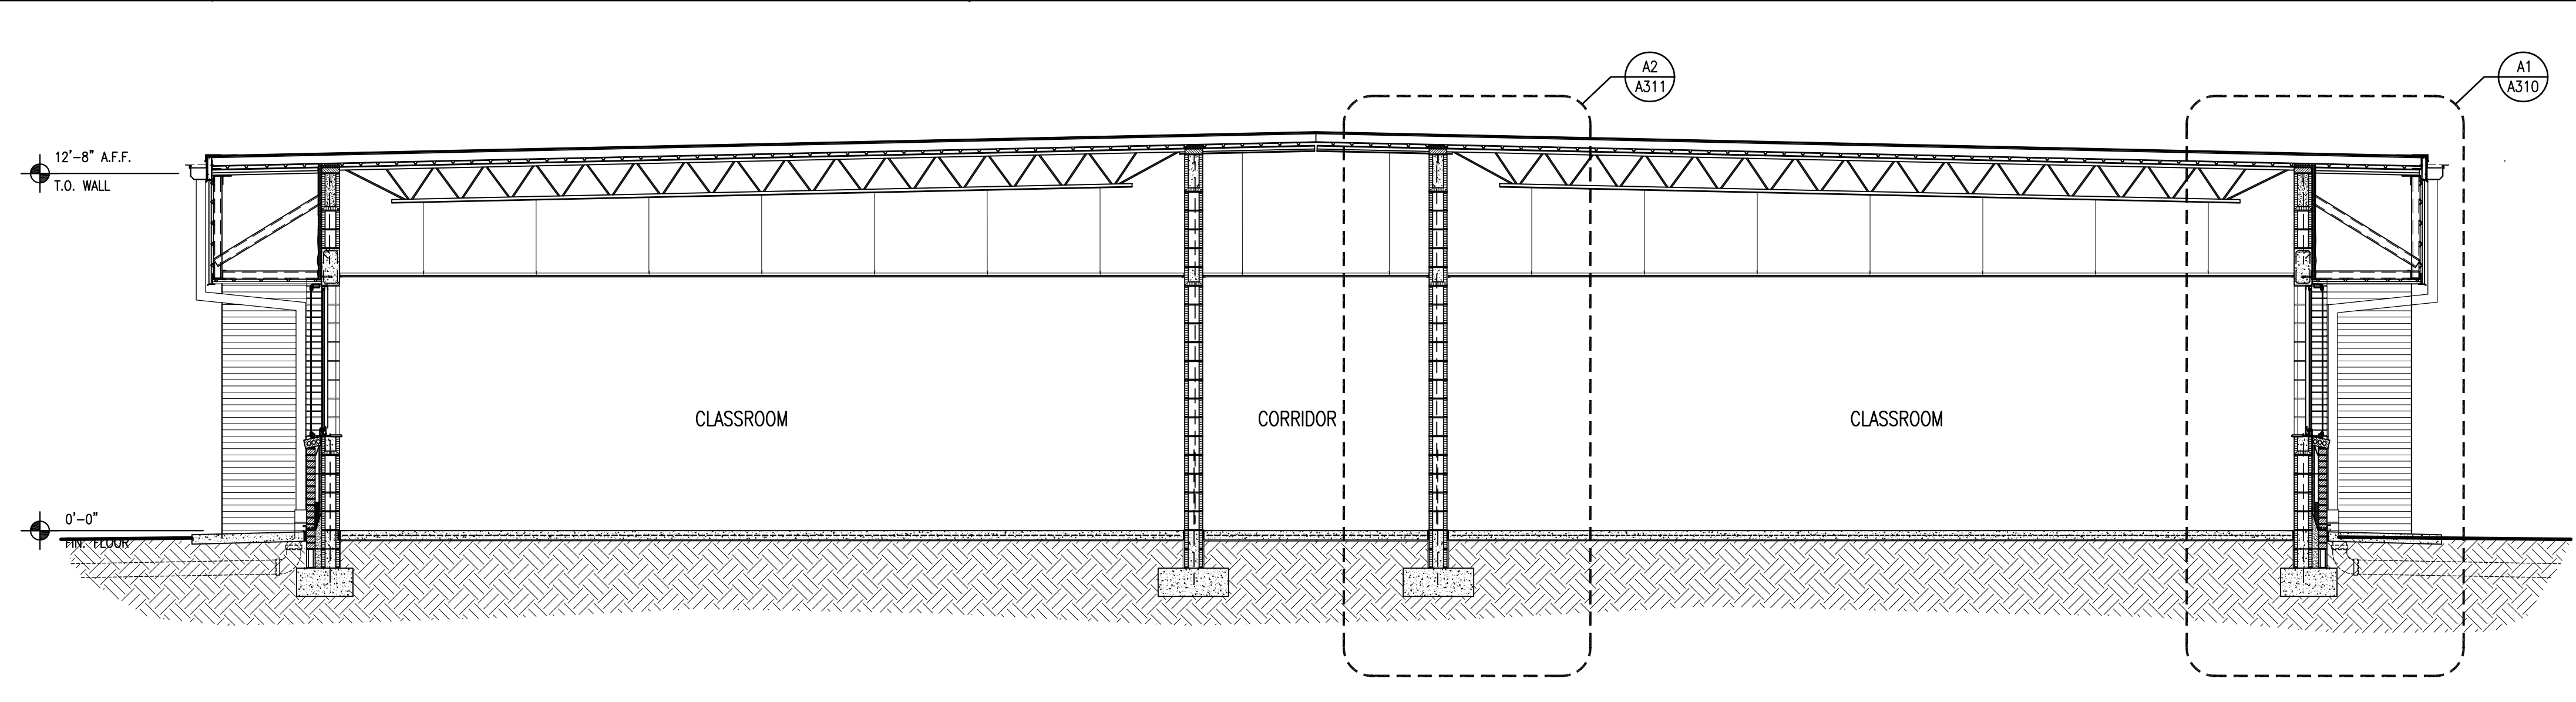 A2
A311
A1
A310
12'-8" A.F.F.
T.O. WALL
CLASSROOM
CORRIDOR
CLASSROOM
0'-0"
FIN. FLOOR